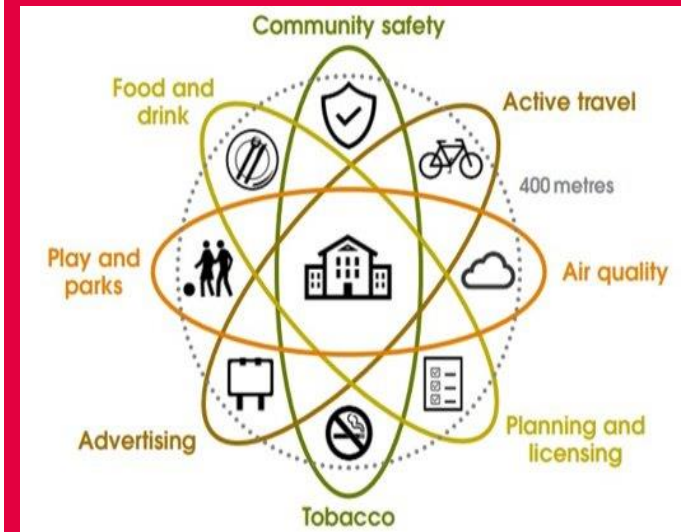 Community safety
Food and
drink
Active travel
400 metres
Play and
parks
Air quality
Advertising
Planning and
licensing
Tobacco